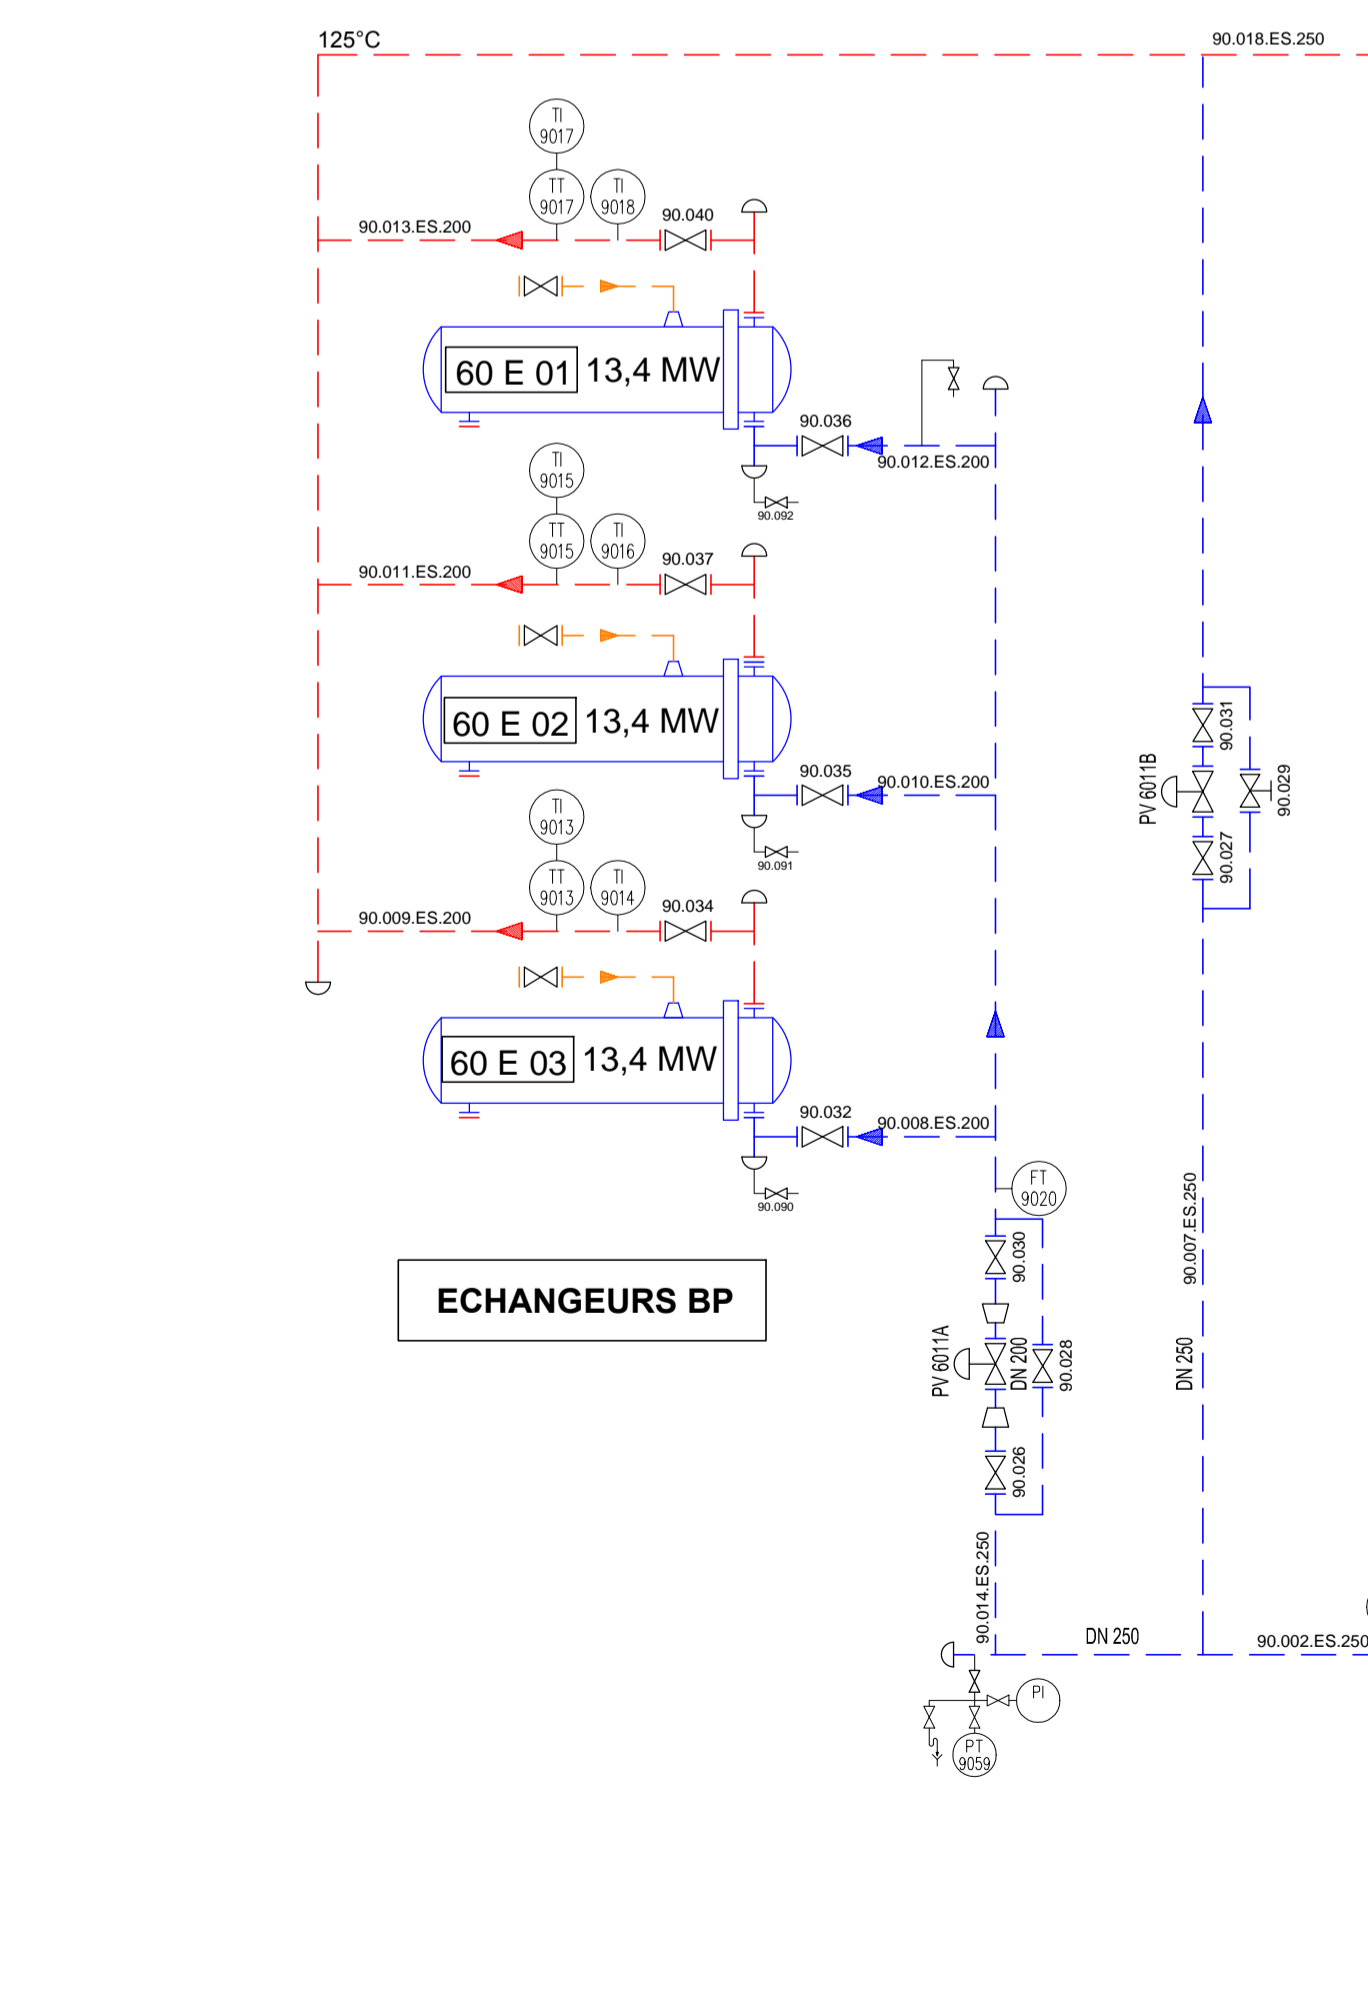 125°C
90.018.ES.250
TI
9017
TT
9017
TI
9018
90.040
90.013.ES.200
60 E 01
13,4 MW
90.036
90.012.ES.200
90.092
TI
9015
TT
9015
TI
9016
90.037
90.011.ES.200
60 E 02
13,4 MW
90.035
90.010.ES.200
90.091
90.031
PV 6011B
90.029
90.027
TI
9013
TT
9013
TI
9014
90.034
90.009.ES.200
60 E 03
13,4 MW
90.032
90.008.ES.200
90.090
FT
9020
90.007.ES.250
90.030
ECHANGEURS BP
PV 6011A
DN 200
90.028
DN 250
90.026
90.014.ES.250
DN 250
90.002.ES.250
PI
PT
9059